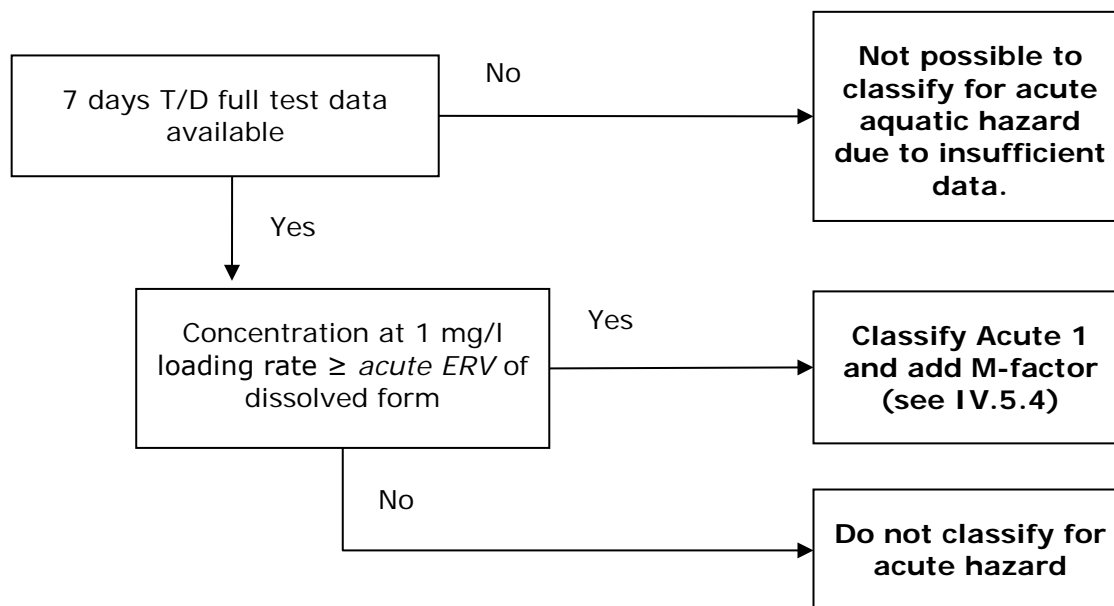 7 days T/D full test data
available
No
Not possible to
classify for acute
aquatic hazard
due to insufficient
data.
Yes
Concentration at 1 mg/l
loading rate ≥ acute ERV of
dissolved form
Yes
Classify Acute 1
and add M-factor
(see IV.5.4)
No
Do not classify for
acute hazard